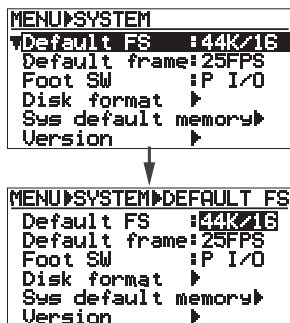 MENU▶SYSTEM
▼Default FS :44K/16
Default frame:25FPS
Foot SW :P I/O
Disk format ▶
Sys default memory▶
Version ▶
MENU▶SYSTEM▶DEFAULT FS
Default FS :44K/16
Default frame:25FPS
Foot SW :P I/O
Disk format ▶
Sys default memory▶
Version ▶